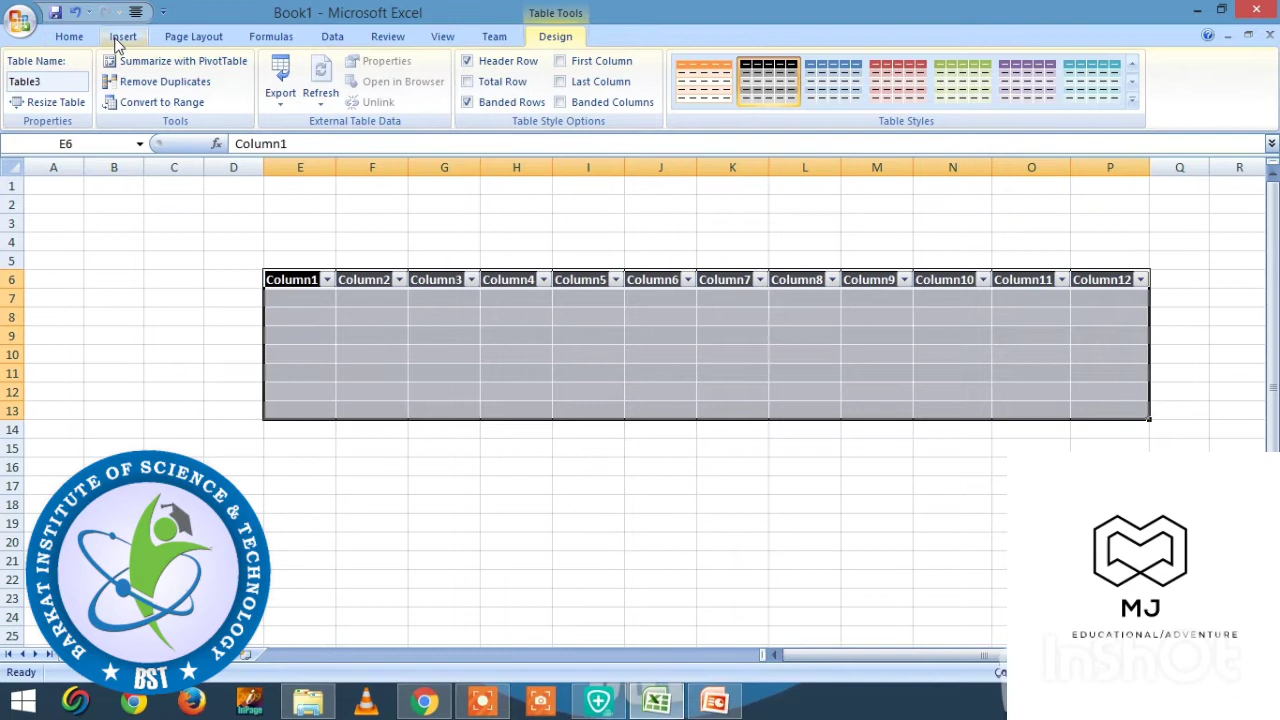 Book1 - Microsoft Excel
Table Tools
Home Insert Page Layout Formulas Data Review View Team Design
Table Name:
Table3
Resize Table
Properties
Summarize with PivotTable
Remove Duplicates
Convert to Range
Tools
Export
Refresh
Properties
Open in Browser
Unlink
External Table Data
Header Row
Total Row
Banded Rows
First Column
Last Column
Banded Columns
Table Style Options
Table Styles
E6
fx
Column1
A B C D E F G H I J K L M N O P Q R
1
2
3
4
5
6 Column1 Column2 Column3 Column4 Column5 Column6 Column7 Column8 Column9 Column10 Column11 Column12
7
8
9
10
11
12
13
14
15
16
17
18
19
20
21
22
23
24
25
BARKAT INSTITUTE OF SCIENCE & TECHNOLOGY
BST
MJ
EDUCATIONAL/ADVENTURE
InShot
Ready
InPage